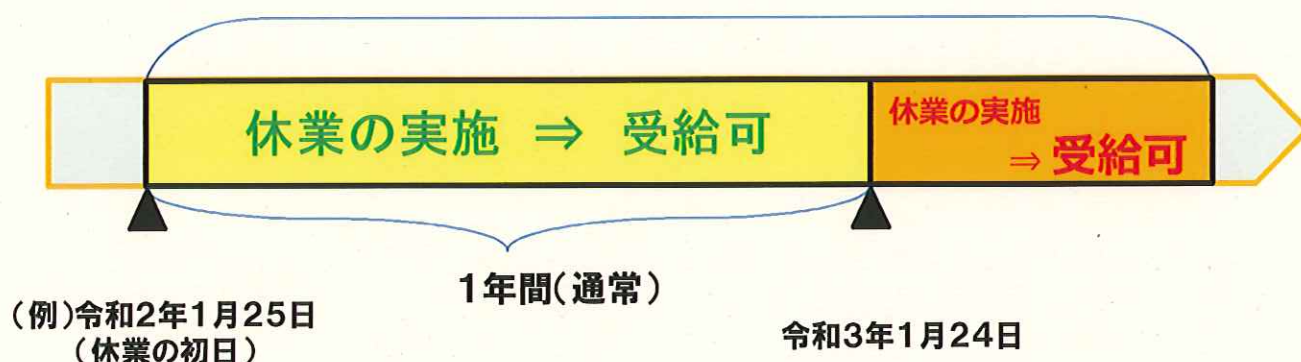 休業の実施 ⇒ 受給可
休業の実施
⇒ 受給可
1年間(通常)
(例)令和2年1月25日
(休業の初日)
令和3年1月24日